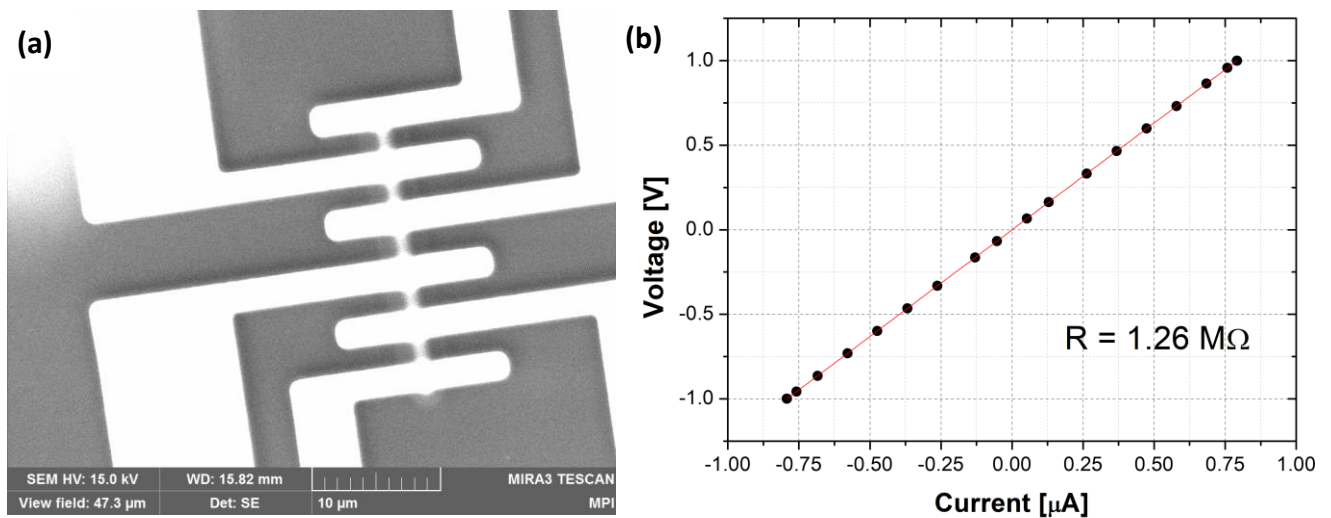 (a)
SEM HV: 15.0 kV WD: 15.82 mm MIRA3 TESCAN
View field: 47.3 µm Det: SE 10 µm MPI
(b)
Voltage [V]
1.0
0.5
0.0
-0.5
-1.0
R = 1.26 MΩ
-1.00 -0.75 -0.50 -0.25 0.00 0.25 0.50 0.75 1.00
Current [µA]